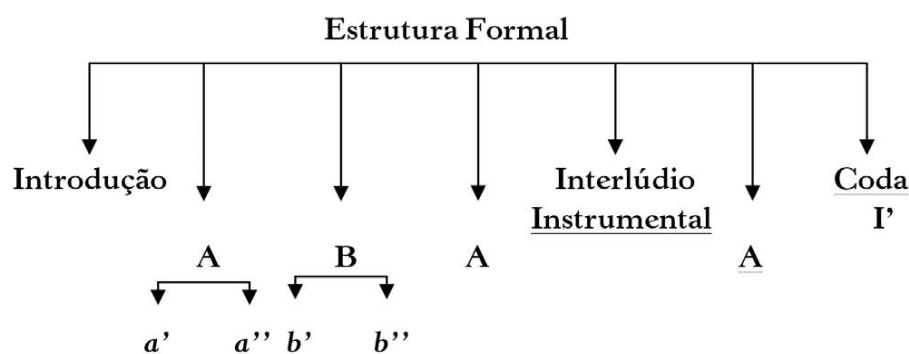 Estrutura Formal
Introdução
Interlúdio
Instrumental
Coda
I’
A
B
A
A
a’
a’’
b’
b’’